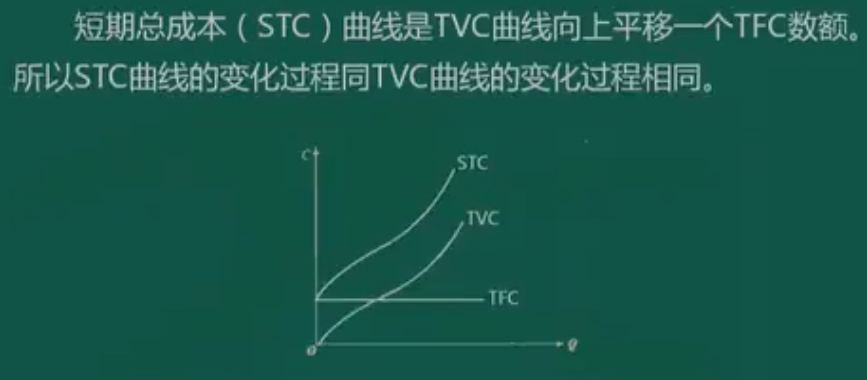 短期总成本（STC）曲线是TVC曲线向上平移一个TFC数额。
所以STC曲线的变化过程同TVC曲线的变化过程相同。
C
STC
TVC
TFC
O
Q